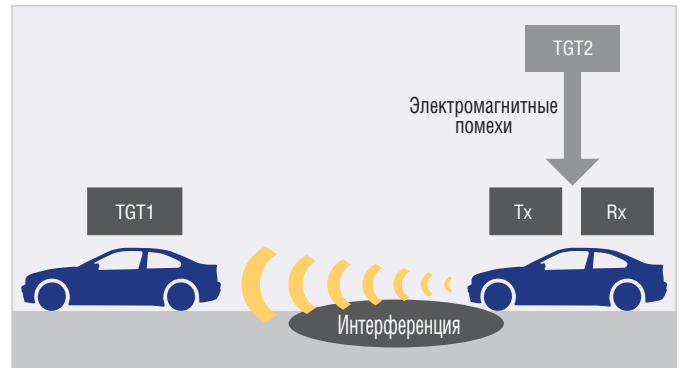 TGT2
Электромагнитные
помехи
TGT1
Tx
Rx
Интерференция